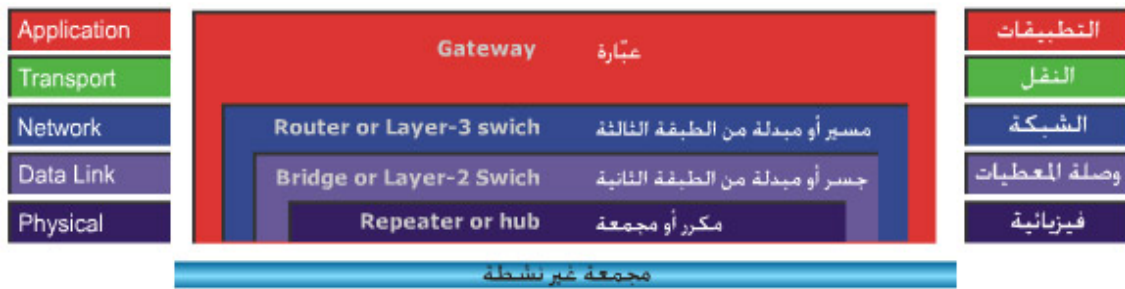 Application
Transport
Network
Data Link
Physical
Gateway عبّارة
Router or Layer-3 swich مسير أو مبدلة من الطبقة الثالثة
Bridge or Layer-2 Swich جسر أو مبدلة من الطبقة الثانية
Repeater or hub مكرر أو مجمعة
التطبيقات
النقل
الشبكة
وصلة المعطيات
فيزيائية
مجمعة غير نشطة